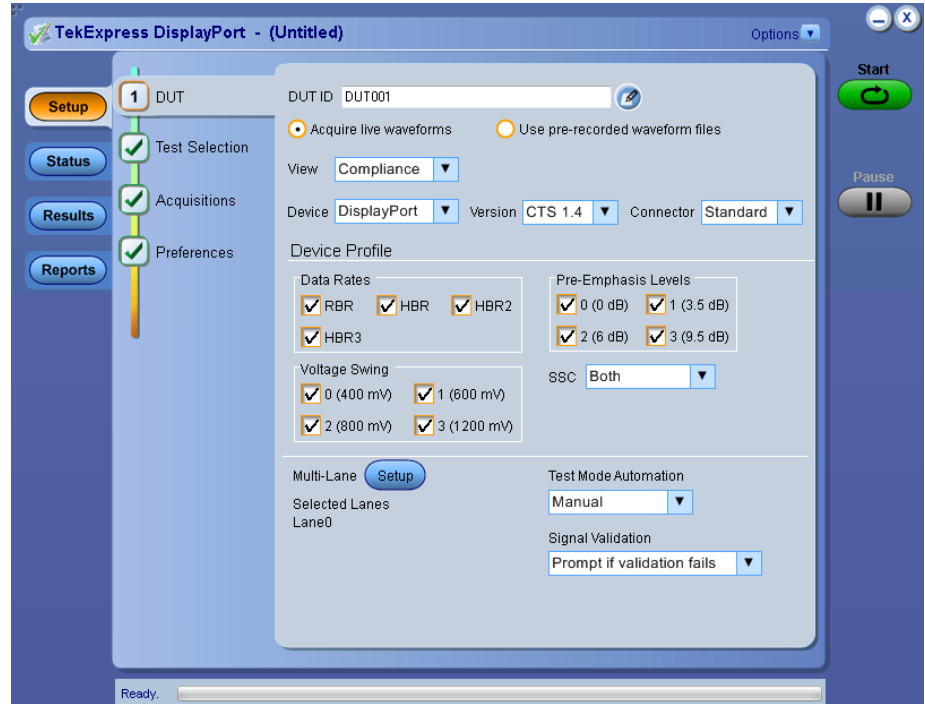 TekExpress DisplayPort - (Untitled)
Options
Start
Pause
Setup
Status
Results
Reports
1 DUT
Test Selection
Acquisitions
Preferences
DUT ID DUT001
Acquire live waveforms Use pre-recorded waveform files
View Compliance
Device DisplayPort Version CTS 1.4 Connector Standard
Device Profile
Data Rates
RBR HBR HBR2
HBR3
Pre-Emphasis Levels
0 (0 dB) 1 (3.5 dB)
2 (6 dB) 3 (9.5 dB)
Voltage Swing
0 (400 mV) 1 (600 mV)
2 (800 mV) 3 (1200 mV)
SSC Both
Multi-Lane Setup
Selected Lanes
Lane0
Test Mode Automation
Manual
Signal Validation
Prompt if validation fails
Ready.